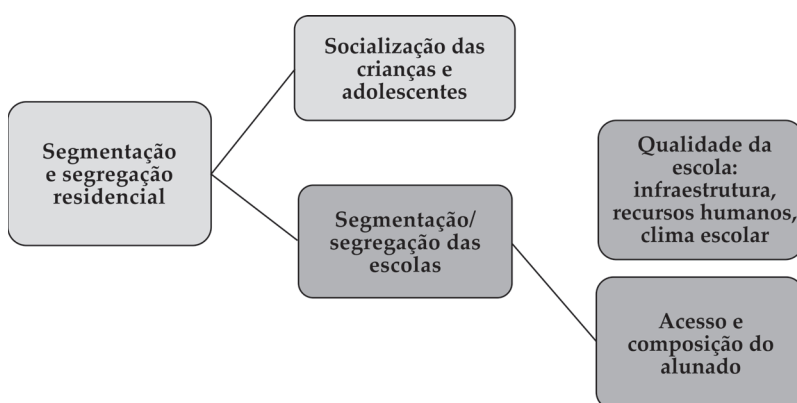 Socialização das
crianças e
adolescentes
Segmentação
e segregação
residencial
Segmentação/
segregação das
escolas
Qualidade da
escola:
infraestrutura,
recursos humanos,
clima escolar
Acesso e
composição do
alunado